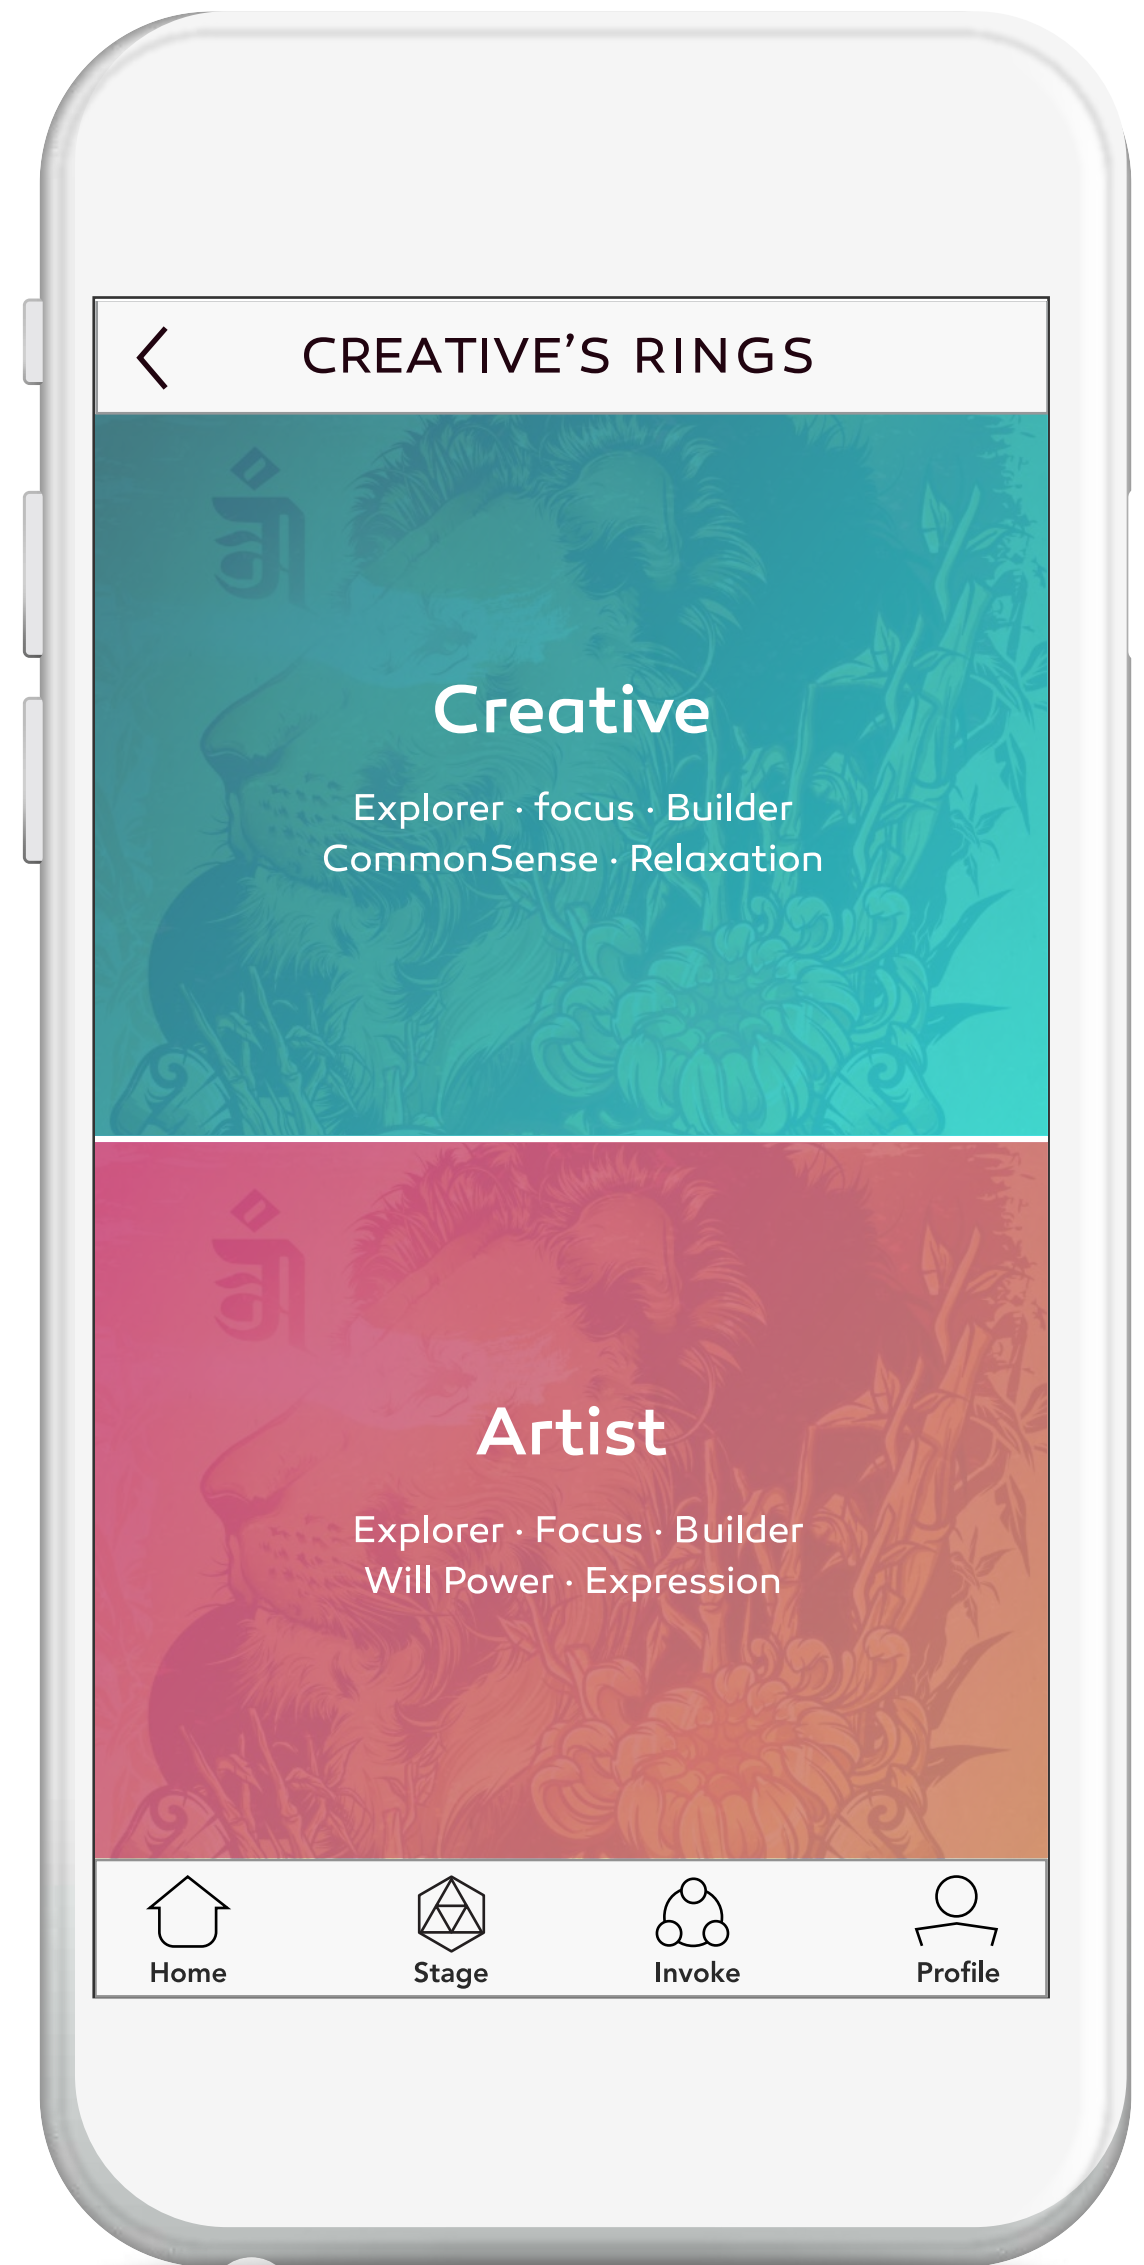 CREATIVE’S RINGS
Creative
Explorer · focus · Builder
CommonSense · Relaxation
Artist
Explorer · Focus · Builder
Will Power · Expression
Home
Stage
Invoke
Profile